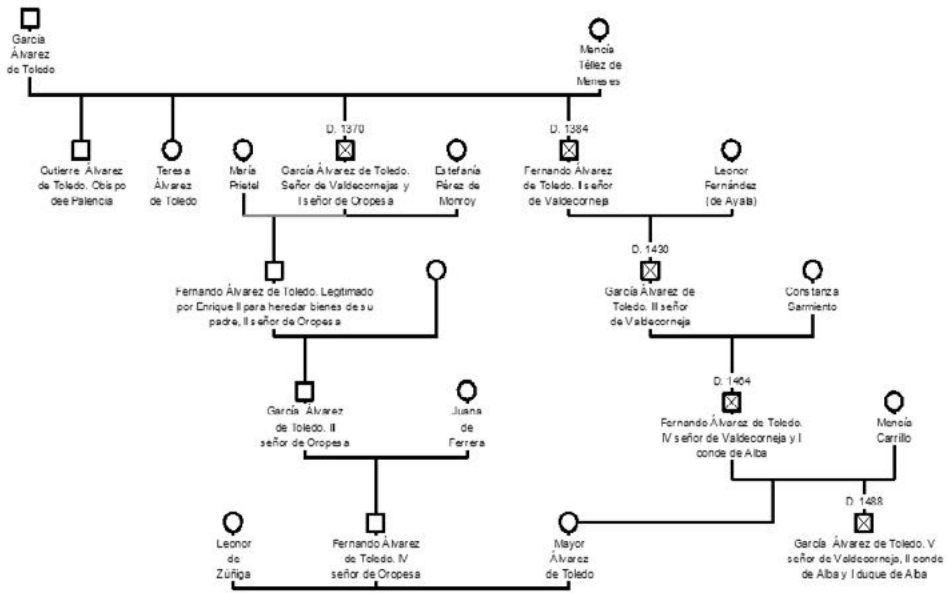 García
Álvarez
de Toledo
Mencía
Téllez de
Meneses
D. 1370
D. 1384
Gutierre Álvarez
de Toledo. Obispo
dee Palencia
Teresa
Álvarez
de Toledo
María
Prietel
García Álvarez de Toledo.
Señor de Valdecornejas y
I señor de Oropesa
Estefanía
Pérez de
Monroy
Fernando Álvarez
de Toledo. II señor
de Valdecorneja
Leonor
Fernández
(de Ayala)
D. 1430
Fernando Álvarez de Toledo. Legitimado
por Enrique II para heredar bienes de su
padre, II señor de Oropesa
García Álvarez de
Toledo. III señor
de Valdecorneja
Constanza
Sarmiento
D. 1464
García Álvarez
de Toledo. III
señor de Oropesa
Juana
de
Ferrera
Fernando Álvarez de Toledo.
IV señor de Valdecorneja y I
conde de Alba
Mencía
Carrillo
D. 1488
Leonor
de
Zúñiga
Fernando Álvarez
de Toledo. IV
señor de Oropesa
Mayor
Álvarez
de Toledo
García Álvarez de Toledo. V
señor de Valdecorneja, II conde
de Alba y I duque de Alba